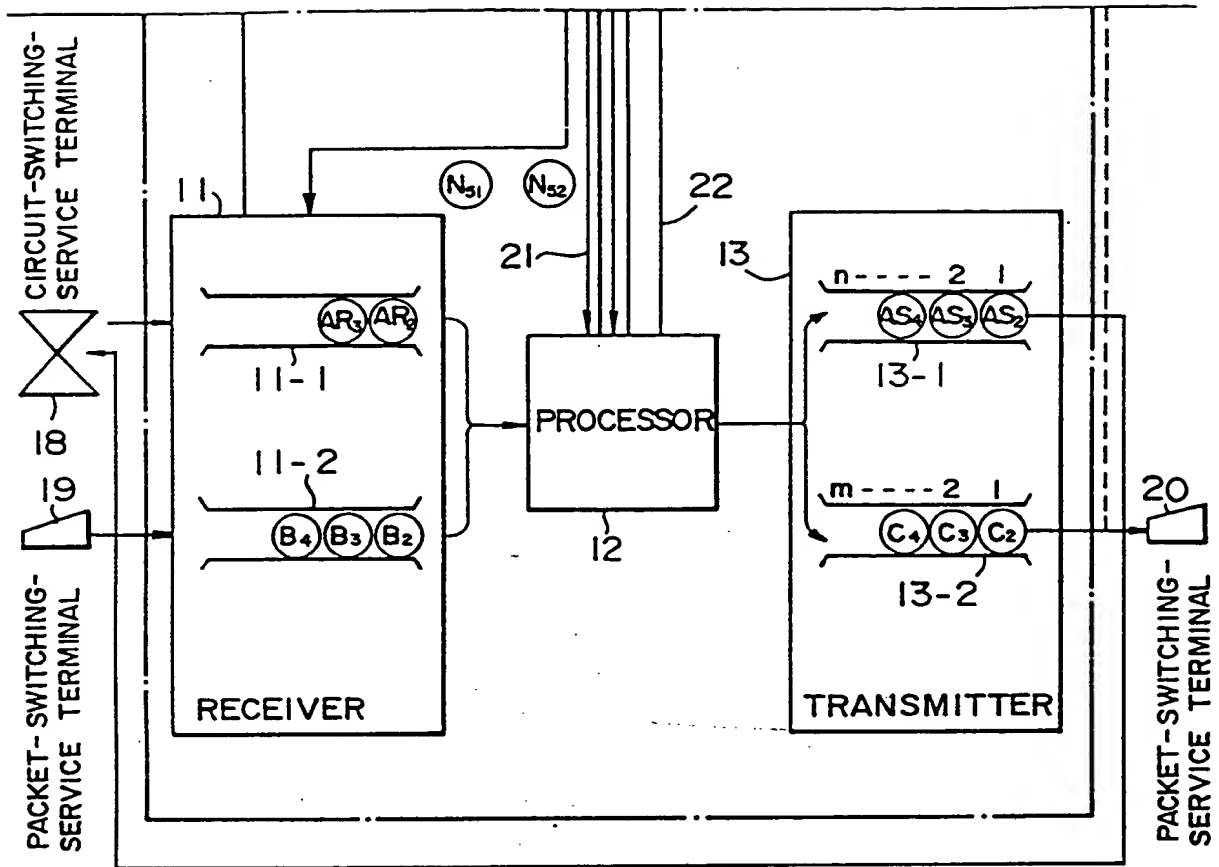 CIRCUIT-SWITCHING-
SERVICE TERMINAL
18
19
PACKET-SWITCHING-
SERVICE TERMINAL
11
N51
N52
21
22
AR3
AR2
11-1
11-2
B4
B3
B2
RECEIVER
PROCESSOR
12
13
n---- 2 1
AS4
AS3
AS2
13-1
m---- 2 1
C4
C3
C2
13-2
TRANSMITTER
20
PACKET-SWITCHING-
SERVICE TERMINAL